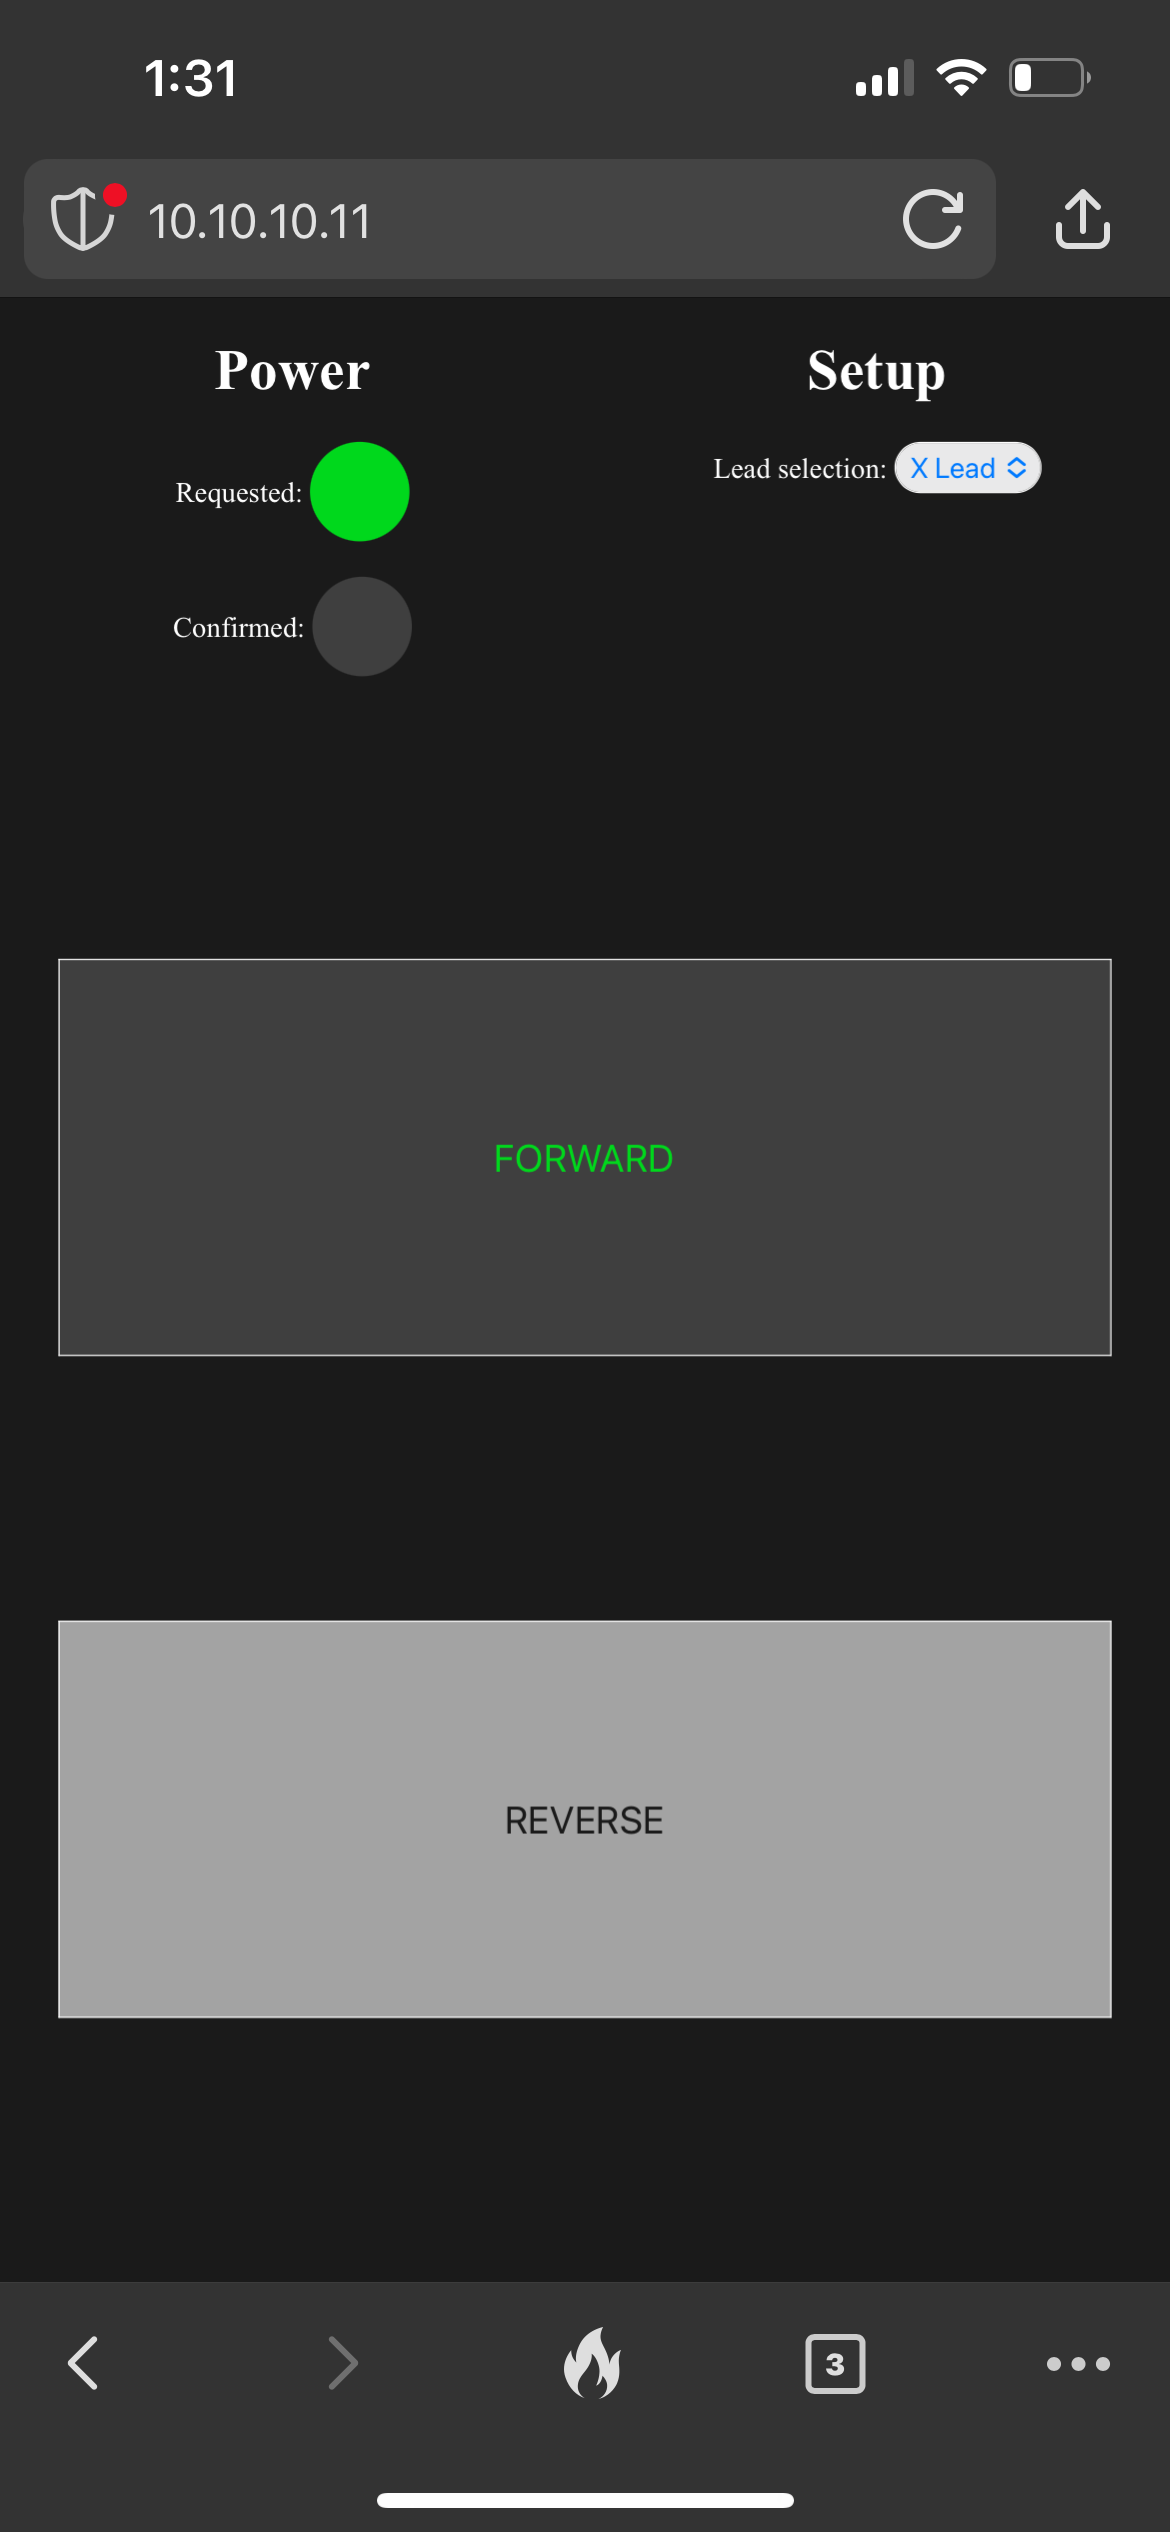 1:31
10.10.10.11
Power
Setup
Requested:
Lead selection: X Lead
Confirmed:
FORWARD
REVERSE
3